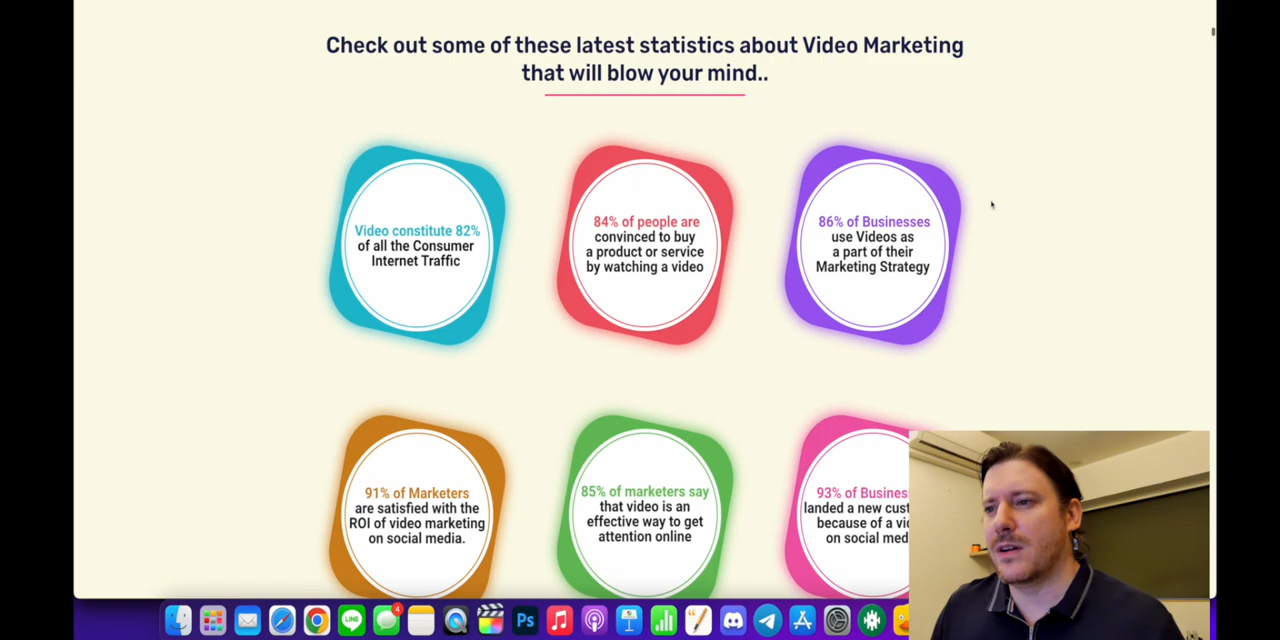 Check out some of these latest statistics about Video Marketing
that will blow your mind..
Video constitute 82%
of all the Consumer
Internet Traffic
84% of people are
convinced to buy
a product or service
by watching a video
86% of Businesses
use Videos as
a part of their
Marketing Strategy
91% of Marketers
are satisfied with the
ROI of video marketing
on social media.
85% of marketers say
that video is an
effective way to get
attention online
93% of
landed a new
because of a
on social
LINE
4
Ps